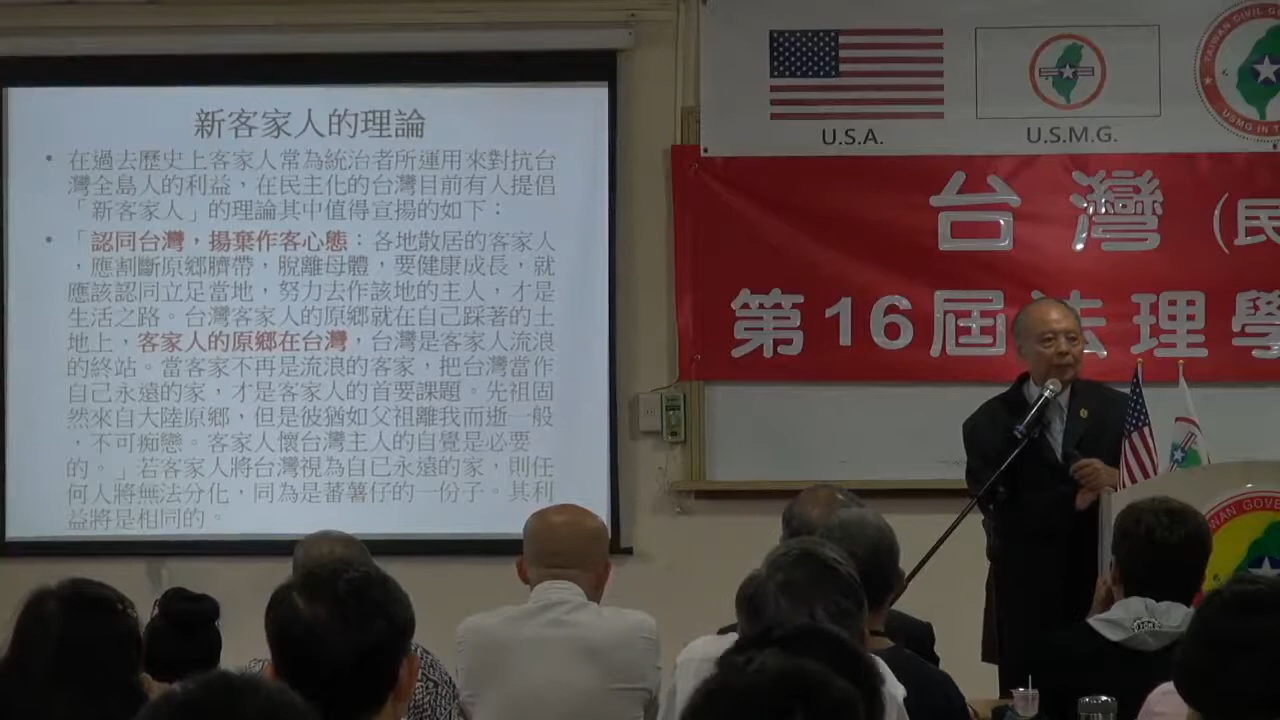 新客家人的理論
• 在過去歷史上客家人常為統治者所運用來對抗台
灣全島人的利益，在民主化的台灣目前有人提倡
「新客家人」的理論其中值得宣揚的如下：
• 「認同台灣，揚棄作客心態：各地散居的客家人
，應割斷原鄉臍帶，脫離母體，要健康成長，就
應該認同立足當地，努力去作該地的主人，才是
生活之路。台灣客家人的原鄉就在自己踩著的土
地上，客家人的原鄉在台灣，台灣是客家人流浪
的終站。當客家不再是流浪的客家，把台灣當作
自己永遠的家，才是客家人的首要課題。先祖固
然來自大陸原鄉，但是彼猶如父祖離我而逝一般
，不可痴戀。客家人懷台灣主人的自覺是必要
的。」若客家人將台灣視為自己永遠的家，則任
何人將無法分化，同為是蕃薯仔的一份子。其利
益將是相同的。
U.S.A.
U.S.M.G.
TAIWAN CIVIL GO
USMG IN T
台灣（民
第16屆法理學
WAN GOVE